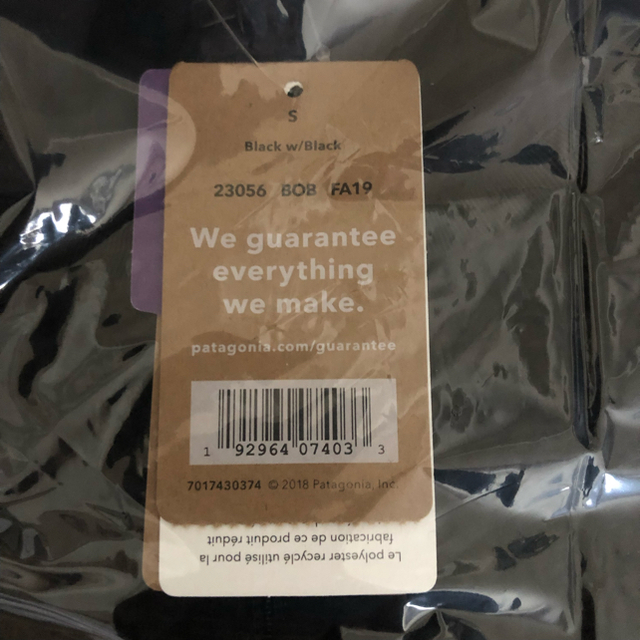 S
Black w/Black
23056 BOB FA19
We guarantee
everything
we make.
patagonia.com/guarantee
1 92964 07403 3
7017430374 © 2018 Patagonia, Inc.
Le polyester recyclé utilisé pour la
fabrication de ce produit réduit